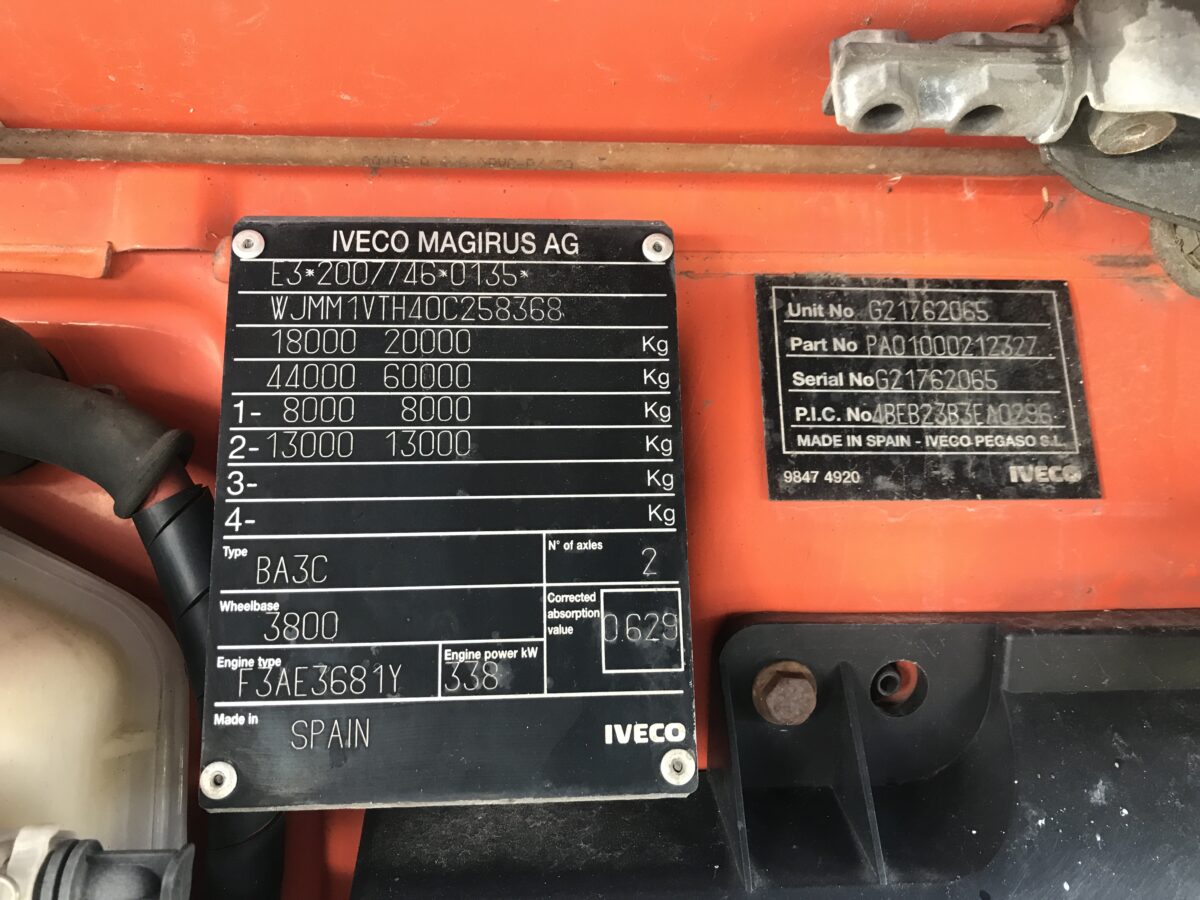 IVECO MAGIRUS AG
E3*2007/46*0135*
WJMM1VTH40C258368
18000 20000 Kg
44000 60000 Kg
1- 8000 8000 Kg
2- 13000 13000 Kg
3- Kg
4- Kg
Type BA3C
N° of axles 2
Wheelbase 3800
Corrected absorption value 0.629
Engine type F3AE3681Y
Engine power kW 338
Made in SPAIN
IVECO
Unit No G21762065
Part No PA01000212327
Serial No G21762065
P.I.C. No 4BEB23B3EA0296
MADE IN SPAIN - IVECO PEGASO S.L.
9847 4920 IVECO